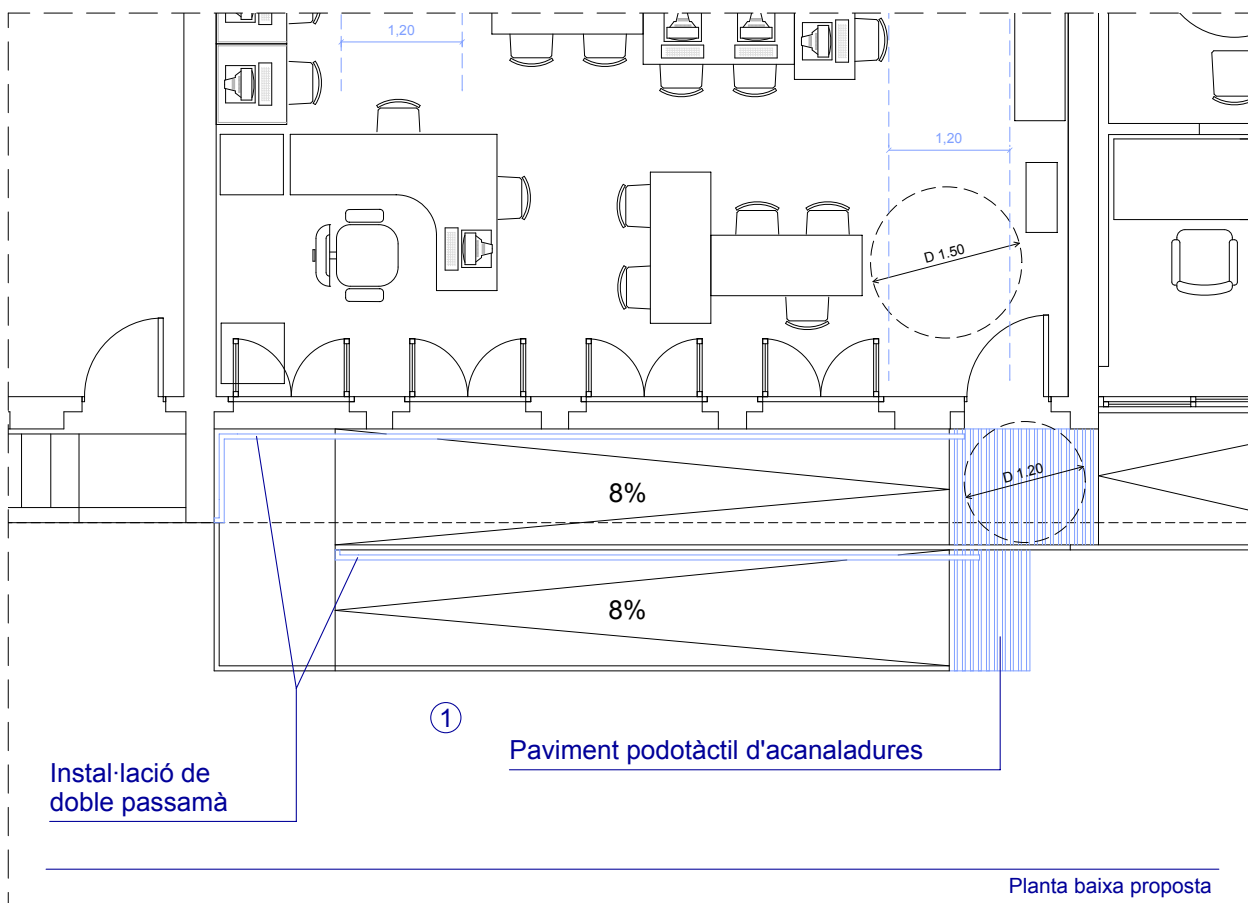 1,20
1,20
D 1.50
D 1.20
8%
8%
1
Paviment podotàctil d'acanaladures
Instal·lació de
doble passamà
Planta baixa proposta